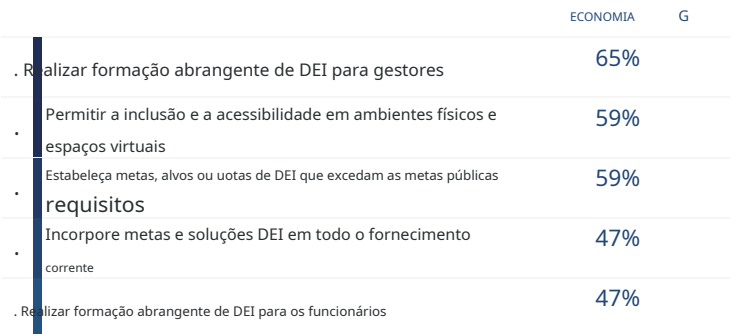 ECONOMIA G
. Realizar formação abrangente de DEI para gestores 65%
. Permitir a inclusão e a acessibilidade em ambientes físicos e 59%
espaços virtuais
. Estabeleça metas, alvos ou uotas de DEI que excedam as metas públicas 59%
requisitos
. Incorpore metas e soluções DEI em todo o fornecimento 47%
corrente
. Realizar formação abrangente de DEI para os funcionários 47%